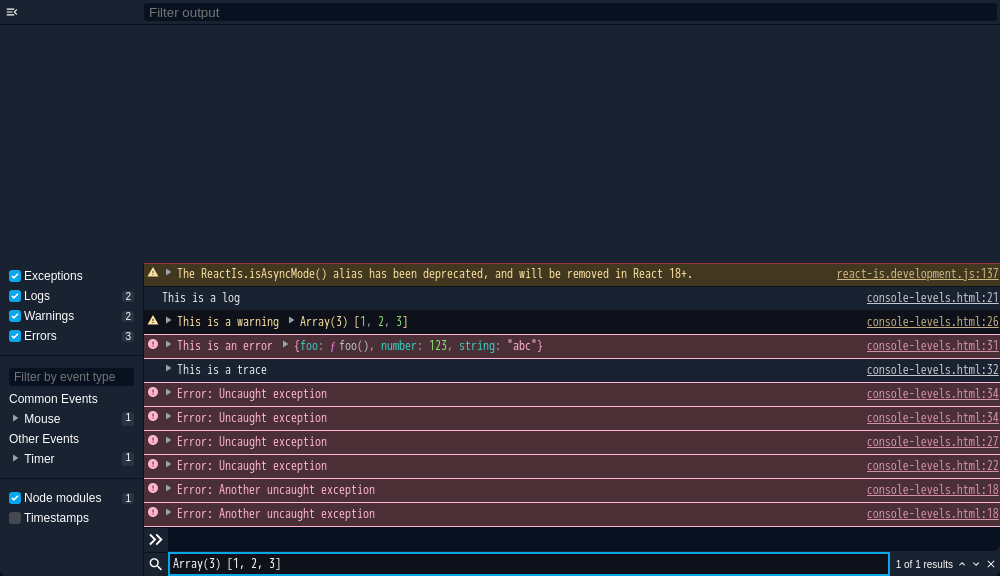 Filter output
Exceptions
Logs 2
Warnings 2
Errors 3
Filter by event type
Common Events
Mouse 1
Other Events
Timer 1
Node modules 1
Timestamps
The ReactIs.isAsyncMode() alias has been deprecated, and will be removed in React 18+. react-is.development.js:137
This is a log console-levels.html:21
This is a warning Array(3) [1, 2, 3] console-levels.html:26
This is an error {foo: ƒ foo(), number: 123, string: "abc"} console-levels.html:31
This is a trace console-levels.html:32
Error: Uncaught exception console-levels.html:34
Error: Uncaught exception console-levels.html:34
Error: Uncaught exception console-levels.html:27
Error: Uncaught exception console-levels.html:22
Error: Another uncaught exception console-levels.html:18
Error: Another uncaught exception console-levels.html:18
Array(3) [1, 2, 3] 1 of 1 results